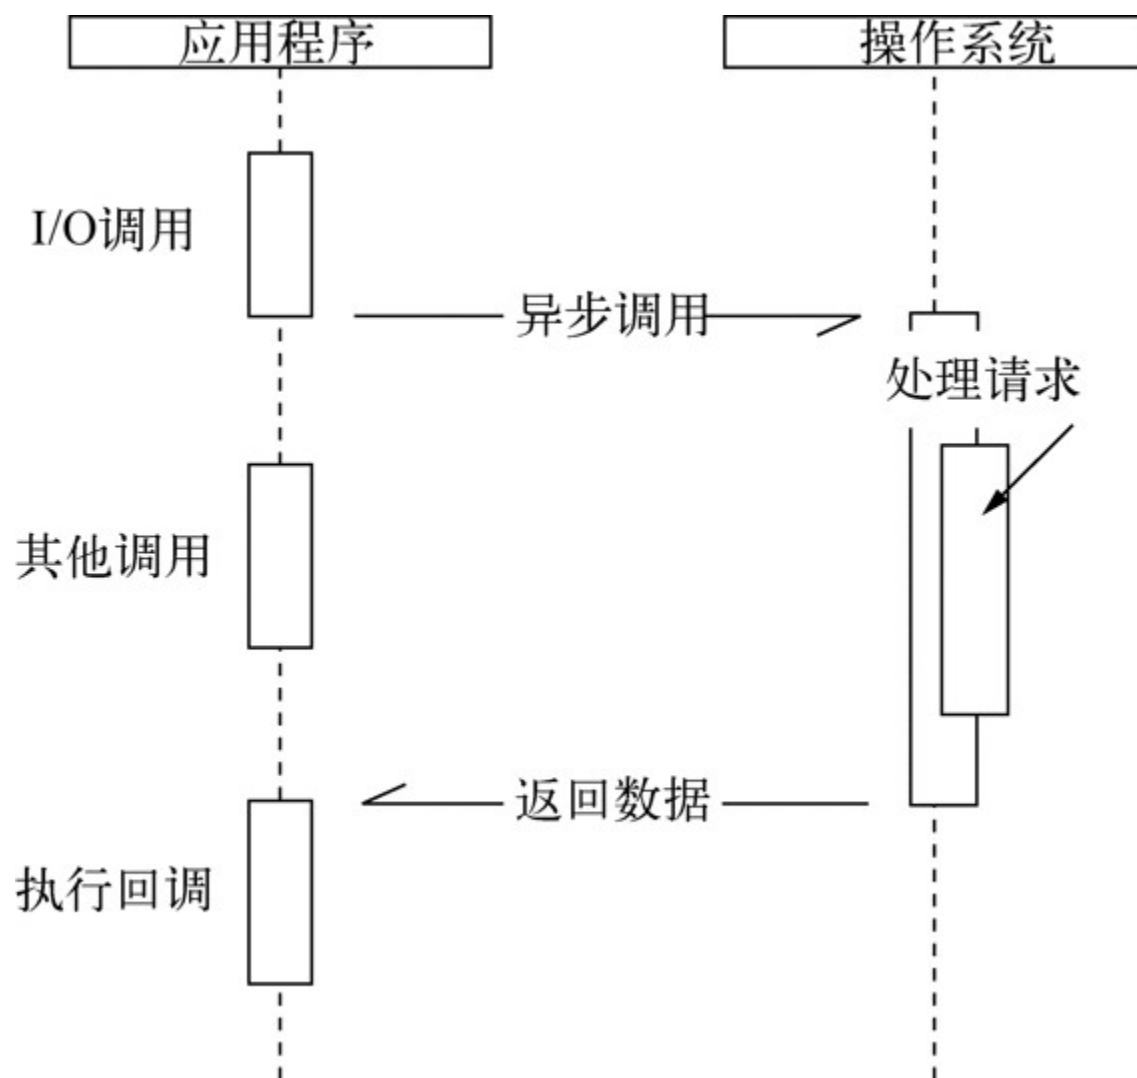 应用程序
操作系统
I/O调用
异步调用
处理请求
其他调用
返回数据
执行回调